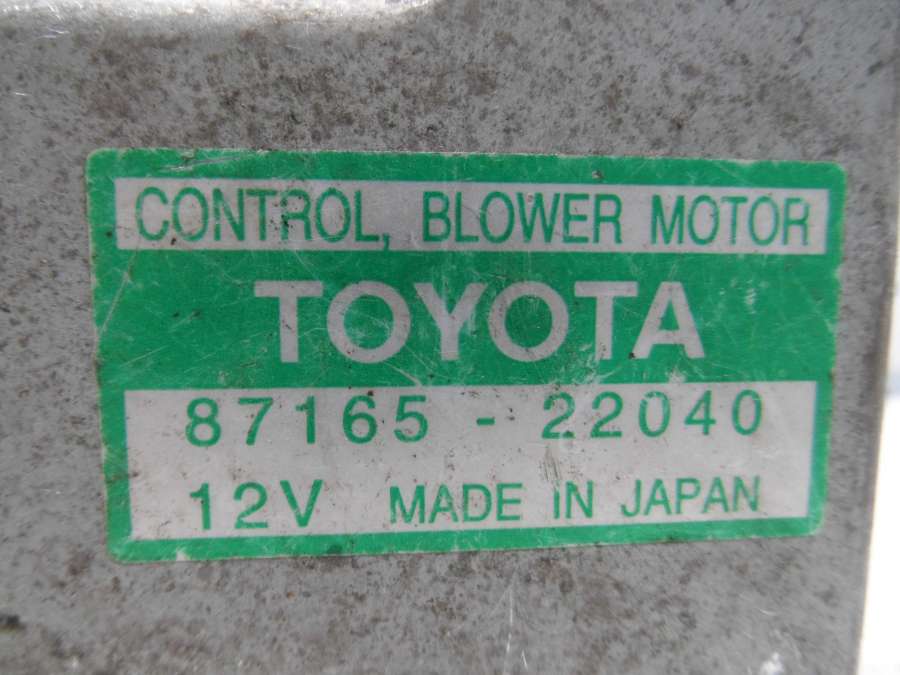 CONTROL, BLOWER MOTOR
TOYOTA
87165 - 22040
12V MADE IN JAPAN